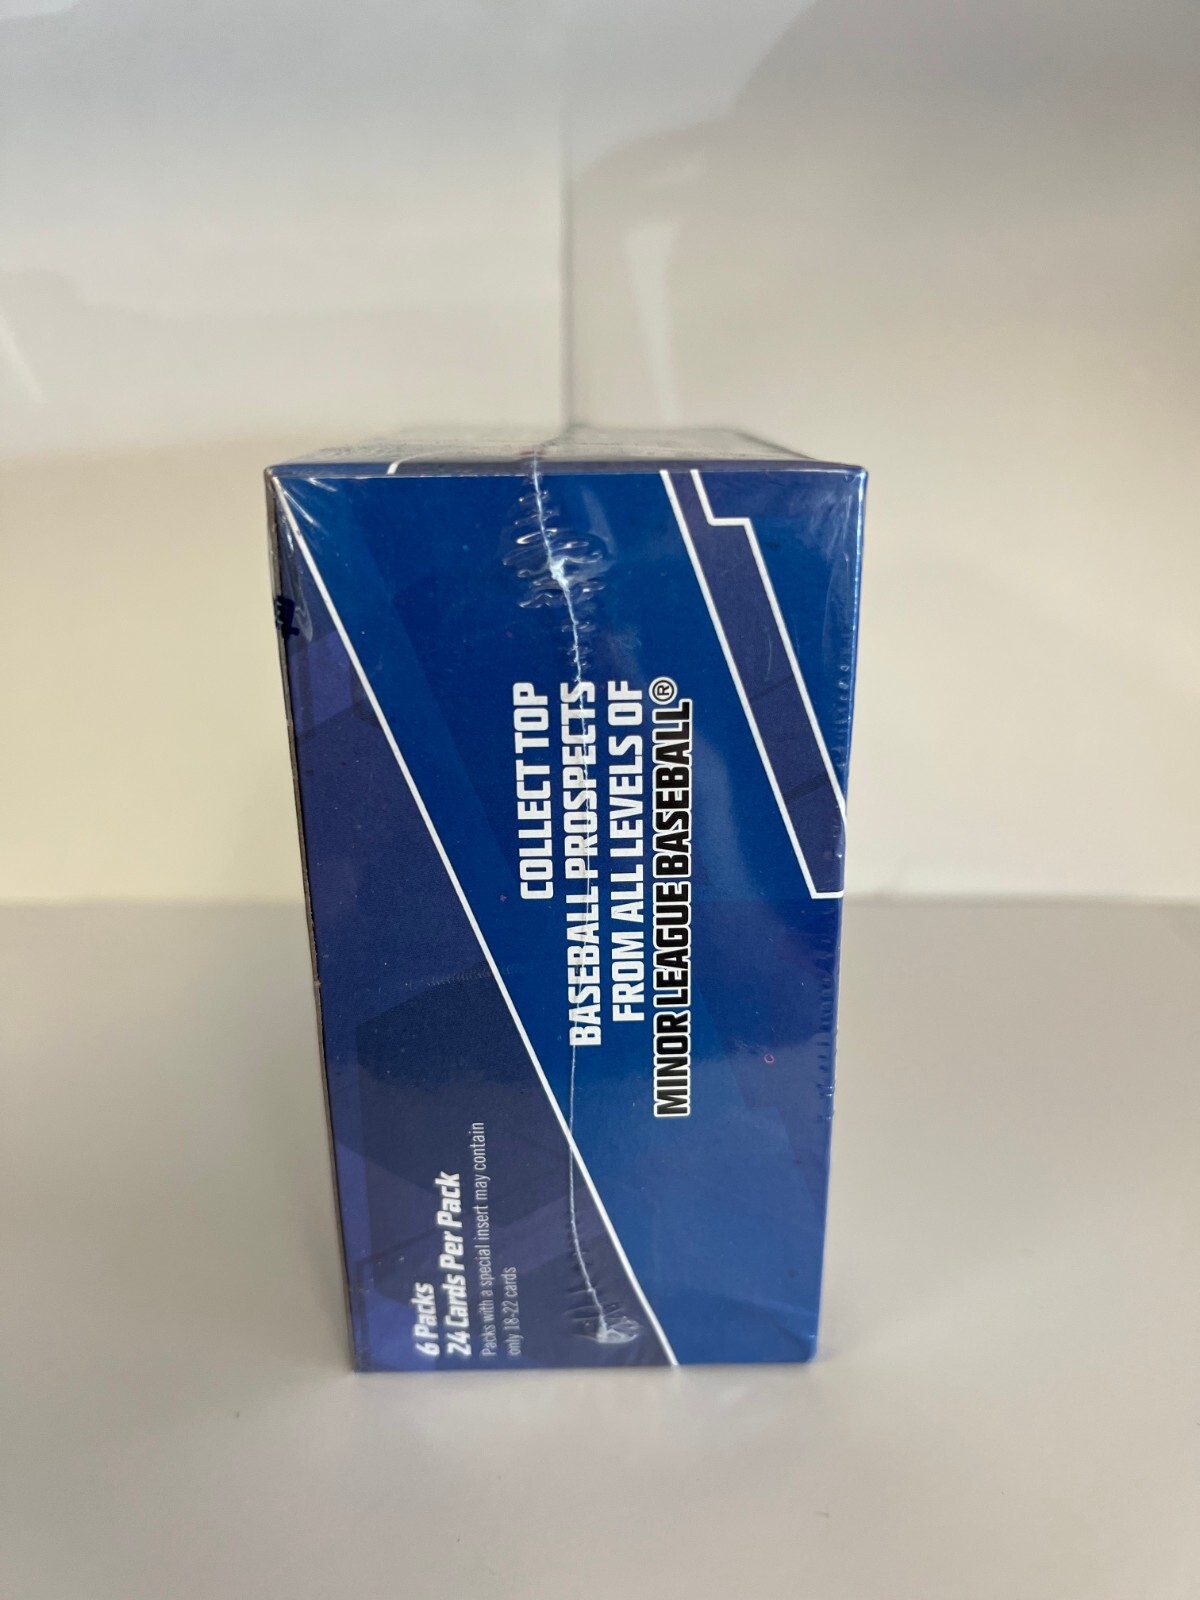 COLLECT TOP
BASEBALL PROSPECTS
FROM ALL LEVELS OF
MINOR LEAGUE BASEBALL®
6 Packs
24 Cards Per Pack
Packs with a special insert may contain
only 18-22 cards